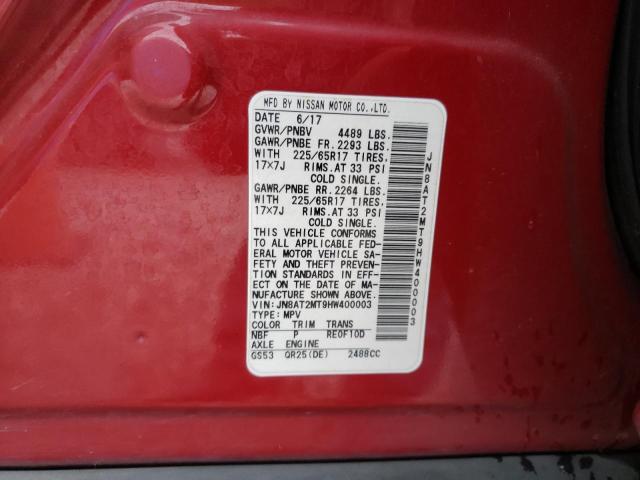 MFD BY NISSAN MOTOR CO.,LTD.
DATE 6/17
GVWR/PNBV 4489 LBS.
GAWR/PNBE FR. 2293 LBS.
WITH 225/65R17 TIRES,
17×7J RIMS.AT 33 PSI
COLD SINGLE.
GAWR/PNBE RR. 2264 LBS.
WITH 225/65R17 TIRES,
17×7J RIMS.AT 33 PSI
COLD SINGLE.
THIS VEHICLE CONFORMS
TO ALL APPLICABLE FED-
ERAL MOTOR VEHICLE SA-
FETY AND THEFT PREVEN-
TION STANDARDS IN EFF-
ECT ON THE DATE OF MA-
NUFACTURE SHOWN ABOVE.
VIN:JN8AT2MT9HW400003
TYPE:MPV
COLOR TRIM TRANS
NBF P RE0F10D
AXLE ENGINE
GS53 QR25(DE) 2488CC
JN8AT2MT9HW400003